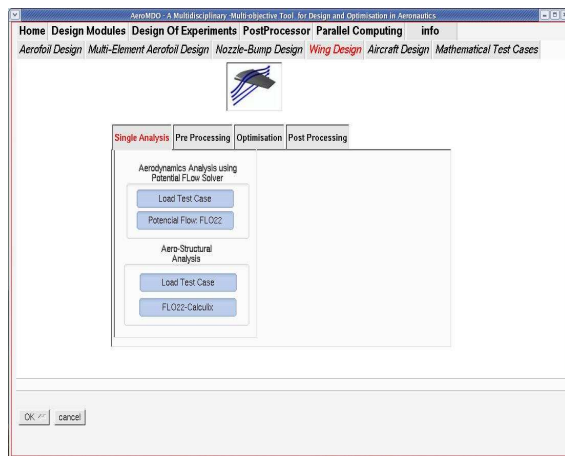 AeroMDO - A Multidisciplinary -Multi-objective Tool for Design and Optimisation in Aeronautics
Home Design Modules Design Of Experiments PostProcessor Parallel Computing info
Aerofoil Design Multi-Element Aerofoil Design Nozzle-Bump Design Wing Design Aircraft Design Mathematical Test Cases
Single Analysis Pre Processing Optimisation Post Processing
Aerodynamics Analysis using
Potential FLow Solver
Load Test Case
Potencial Flow: FLO22
Aero-Structural
Analysis
Load Test Case
FLO22-Calculix
OK cancel